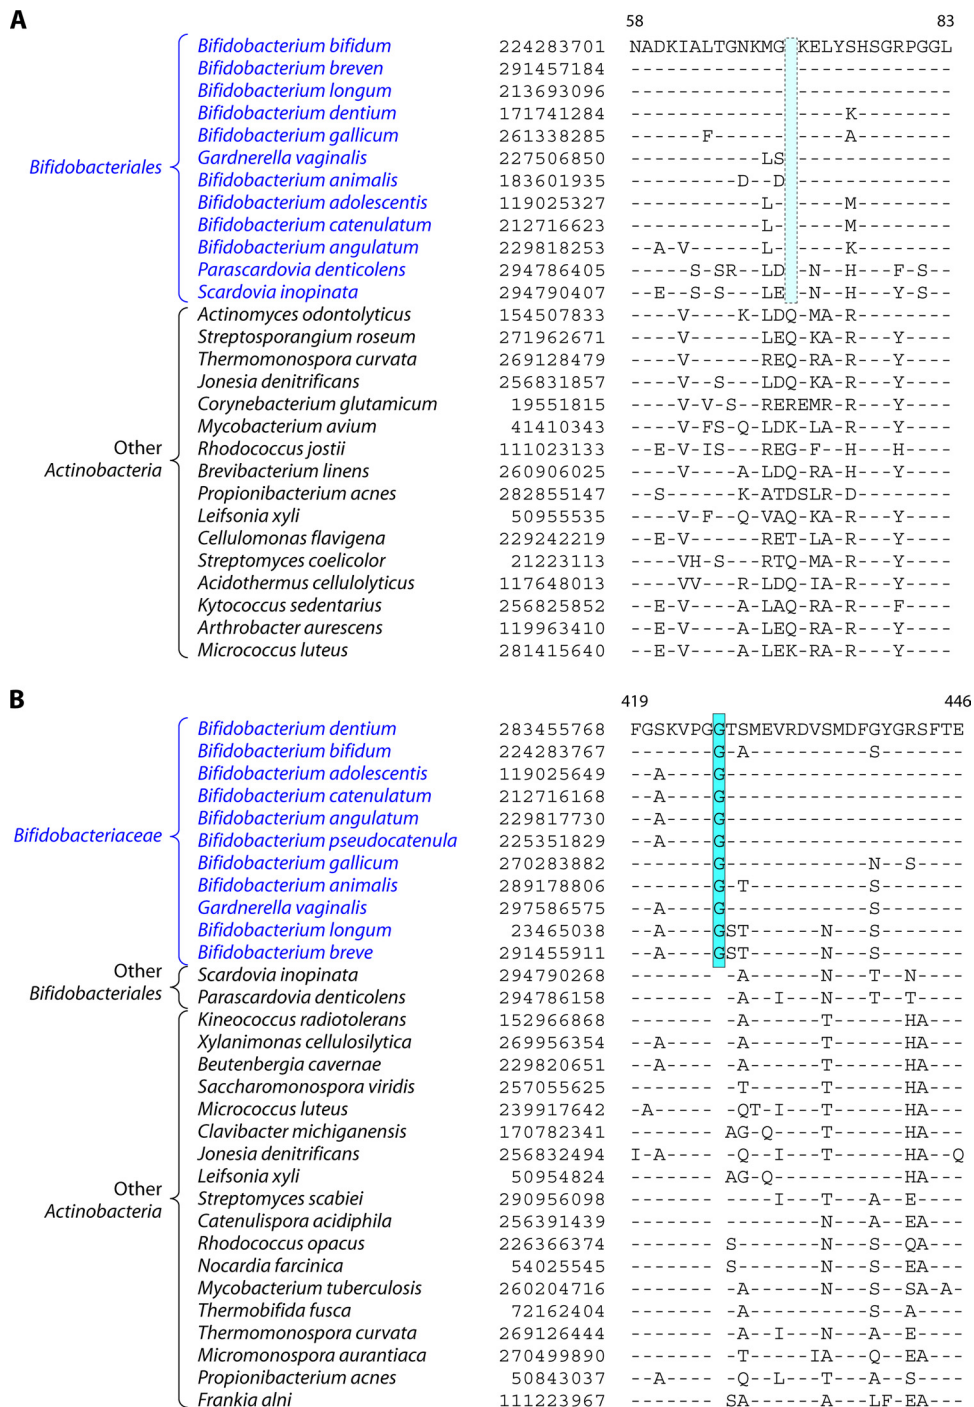 A
58 83
Bifidobacterium bifidum 224283701 NADKIALTGNKMG KELYSHSGRPGGL
Bifidobacterium breven 291457184 ------------- -------------
Bifidobacterium longum 213693096 ------------- -------------
Bifidobacterium dentium 171741284 ------------- ----K--------
Bifidobacterium gallicum 261338285 ------F------ ----A--------
Bifidobacteriales Gardnerella vaginalis 227506850 -----------LS -------------
Bifidobacterium animalis 183601935 ---------D--D -------------
Bifidobacterium adolescentis 119025327 -----------L- ----M--------
Bifidobacterium catenulatum 212716623 -----------L- ----M--------
Bifidobacterium angulatum 229818253 --A-V------L- ----K--------
Parascardovia denticolens 294786405 -----S-SR--LD -N--H---F-S--
Scardovia inopinata 294790407 --E--S-S---LE -N--H---Y-S--
Actinomyces odontolyticus 154507833 ----V----K-LDQ-MA-R--------
Streptosporangium roseum 271962671 ----V------LEQ-KA-R---Y----
Thermomonospora curvata 269128479 ----V------REQ-RA-R---Y----
Jonesia denitrificans 256831857 ----V--S---LDQ-KA-R---Y----
Corynebacterium glutamicum 19551815 ----V-V-S--REREMR-R---Y----
Mycobacterium avium 41410343 ----V-FS-Q-LDK-LA-R---Y----
Other Rhodococcus jostii 111023133 --E-V-IS---REG-F--H---H----
Actinobacteria Brevibacterium linens 260906025 ----V----A-LDQ-RA-H---Y----
Propionibacterium acnes 282855147 --S------K-ATDSLR-D--------
Leifsonia xyli 50955535 ----V-F--Q-VAQ-KA-R---Y----
Cellulomonas flavigena 229242219 --E-V------RET-LA-R---Y----
Streptomyces coelicolor 21223113 ----VH-S---RTQ-MA-R---Y----
Acidothermus cellulolyticus 117648013 ----VV---R-LDQ-IA-R---Y----
Kytococcus sedentarius 256825852 --E-V----A-LAQ-RA-R---F----
Arthrobacter aurescens 119963410 --E-V----A-LEQ-RA-R---Y----
Micrococcus luteus 281415640 --E-V----A-LEK-RA-R---Y----
B
419 446
Bifidobacterium dentium 283455768 FGSKVPGGTSMEVRDVSMDFGYGRSFTE
Bifidobacterium bifidum 224283767 -------G-A----------S-------
Bifidobacterium adolescentis 119025649 --A----G--------------------
Bifidobacterium catenulatum 212716168 --A----G--------------------
Bifidobacterium angulatum 229817730 --A----G--------------------
Bifidobacteriaceae Bifidobacterium pseudocatenula 225351829 --A----G--------------------
Bifidobacterium gallicum 270283882 -------G------------N--S----
Bifidobacterium animalis 289178806 -------G-T----------S-------
Gardnerella vaginalis 297586575 --A----G------------S-------
Bifidobacterium longum 23465038 --A----GST------N---S-------
Bifidobacterium breve 291455911 --A----GST------N---S-------
Other Scardovia inopinata 294790268 ------- -A------N---T--N----
Bifidobacteriales Parascardovia denticolens 294786158 ------- -A--I---N---T--T----
Kineococcus radiotolerans 152966868 ------- -A------T------HA---
Xylanimonas cellulosilytica 269956354 --A---- -A------T------HA---
Beutenbergia cavernae 229820651 --A---- -A------T------HA---
Saccharomonospora viridis 257055625 ------- -T------T------HA---
Micrococcus luteus 239917642 -A----- -QT-I---T------HA---
Clavibacter michiganensis 170782341 ------- AG-Q----T------HA---
Jonesia denitrificans 256832494 I-A---- -Q--I---T------HA--Q
Other Leifsonia xyli 50954824 ------- AG-Q-----------HA---
Actinobacteria Streptomyces scabiei 290956098 ------- ----I---T---A--E----
Catenulispora acidiphila 256391439 ------- --------N---A--EA---
Rhodococcus opacus 226366374 ------- S-------N---S--QA---
Nocardia farcinica 54025545 ------- S-------N---S--EA---
Mycobacterium tuberculosis 260204716 ------- -A------N---S--SA-A-
Thermobifida fusca 72162404 ------- -A----------S--A----
Thermomonospora curvata 269126444 ------- -A--I---N---A--E----
Micromonospora aurantiaca 270499890 ------- -T-----IA---Q--EA---
Propionibacterium acnes 50843037 --A---- -Q--L---T---A--S----
Frankia alni 111223967 ------- SA------A---LF-EA---